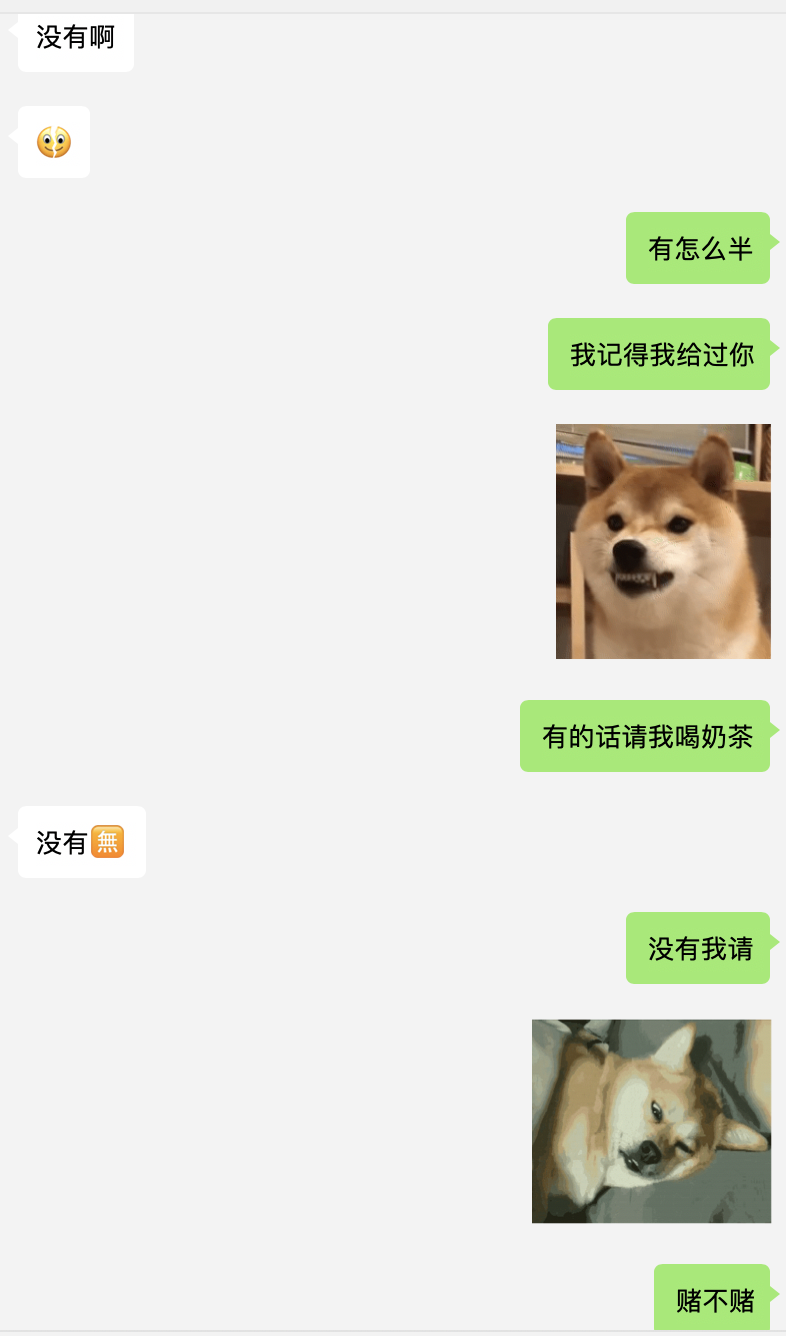 没有啊
有怎么半
我记得我给过你
有的话请我喝奶茶
没有🈚
没有我请
赌不赌